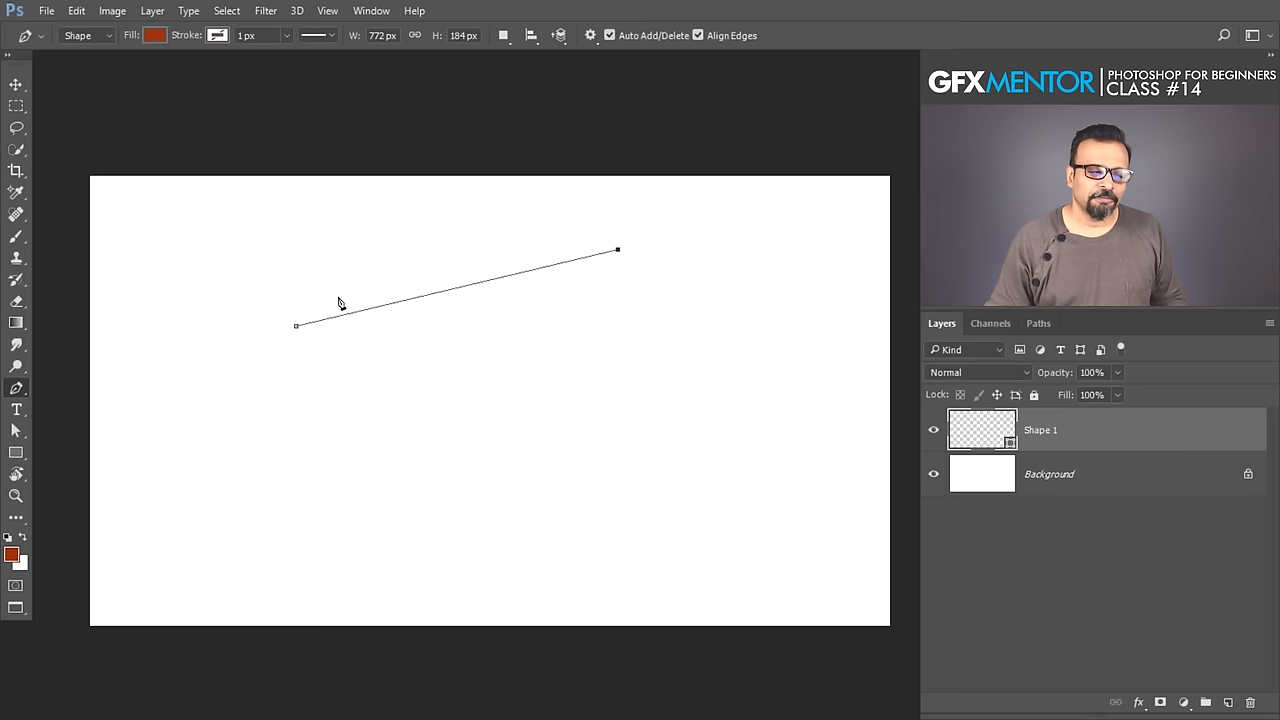 Ps File Edit Image Layer Type Select Filter 3D View Window Help
Shape Fill: Stroke: 1 px W: 772 px H: 184 px Auto Add/Delete Align Edges
GFXMENTOR PHOTOSHOP FOR BEGINNERS
CLASS #14
Layers Channels Paths
Kind
Normal Opacity: 100%
Lock: Fill: 100%
Shape 1
Background